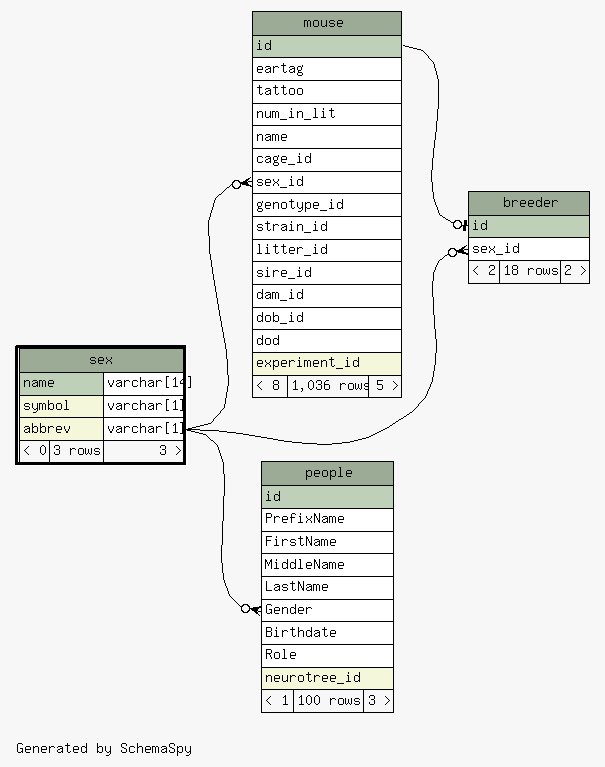 mouse
id
eartag
tattoo
num_in_lit
name
cage_id
sex_id
genotype_id
strain_id
litter_id
sire_id
dam_id
dob_id
dod
experiment_id
< 8 1,036 rows 5 >
breeder
id
sex_id
< 2 18 rows 2 >
sex
name varchar[14]
symbol varchar[1]
abbrev varchar[1]
< 0 3 rows 3 >
people
id
PrefixName
FirstName
MiddleName
LastName
Gender
Birthdate
Role
neurotree_id
< 1 100 rows 3 >
Generated by SchemaSpy